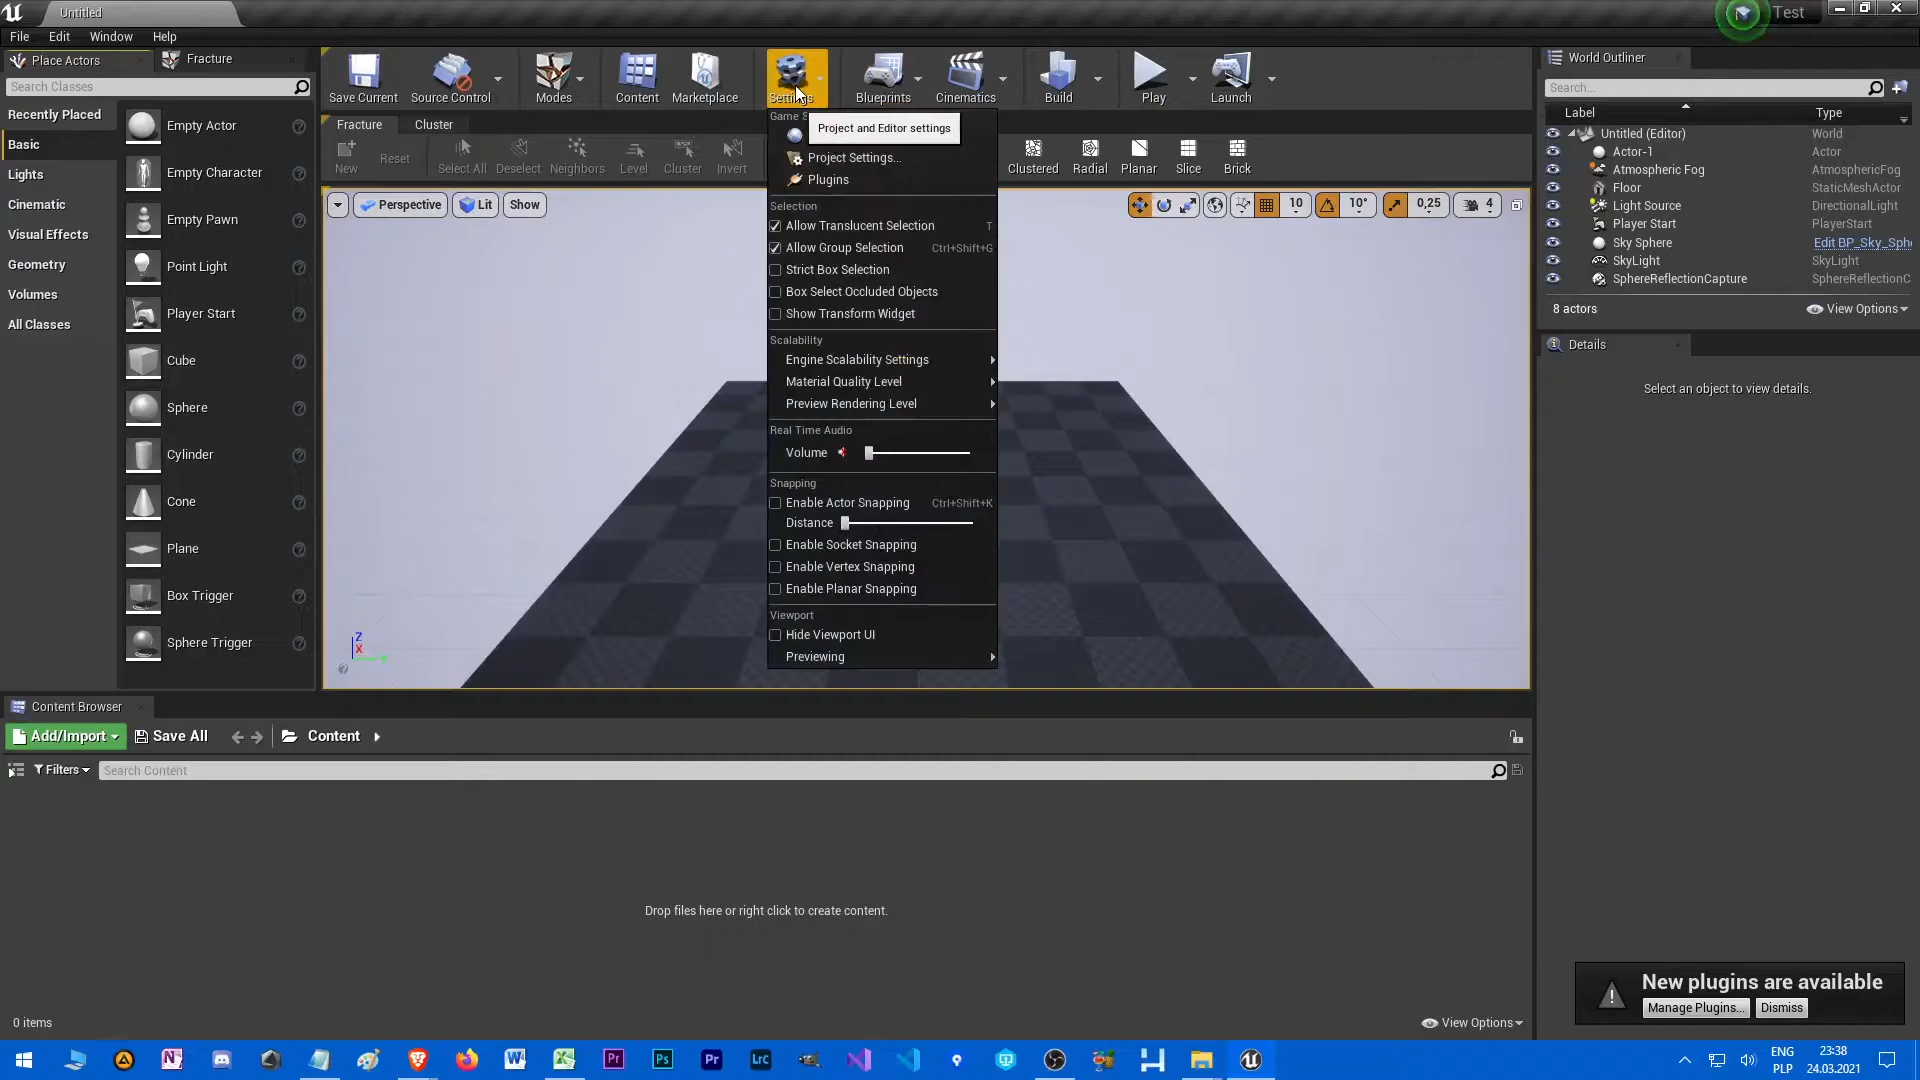 Untitled
Test
File Edit Window Help
Place Actors
Fracture
Search Classes
Recently Placed
Basic
Lights
Cinematic
Visual Effects
Geometry
Volumes
All Classes
Empty Actor
Empty Character
Empty Pawn
Point Light
Player Start
Cube
Sphere
Cylinder
Cone
Plane
Box Trigger
Sphere Trigger
Save Current
Source Control
Modes
Content
Marketplace
Settings
Blueprints
Cinematics
Build
Play
Launch
Fracture
Cluster
New
Reset
Select All
Deselect
Neighbors
Level
Cluster
Invert
Clustered
Radial
Planar
Slice
Brick
Perspective
Lit
Show
10
10°
0,25
4
Game S
Project and Editor settings
Project Settings...
Plugins
Selection
Allow Translucent Selection T
Allow Group Selection Ctrl+Shift+G
Strict Box Selection
Box Select Occluded Objects
Show Transform Widget
Scalability
Engine Scalability Settings
Material Quality Level
Preview Rendering Level
Real Time Audio
Volume
Snapping
Enable Actor Snapping Ctrl+Shift+K
Distance
Enable Socket Snapping
Enable Vertex Snapping
Enable Planar Snapping
Viewport
Hide Viewport UI
Previewing
Z
X
World Outliner
Search...
Label Type
Untitled (Editor) World
Actor-1 Actor
Atmospheric Fog AtmosphericFog
Floor StaticMeshActor
Light Source DirectionalLight
Player Start PlayerStart
Sky Sphere Edit BP_Sky_Sph
SkyLight SkyLight
SphereReflectionCapture SphereReflectionC
8 actors
View Options
Details
Select an object to view details.
Content Browser
Add/Import
Save All
Content
Filters
Search Content
Drop files here or right click to create content.
0 items
View Options
New plugins are available
Manage Plugins...
Dismiss
N
W
X
Pr
Ps
Pr
Lrc
ENG
PLP
23:38
24.03.2021